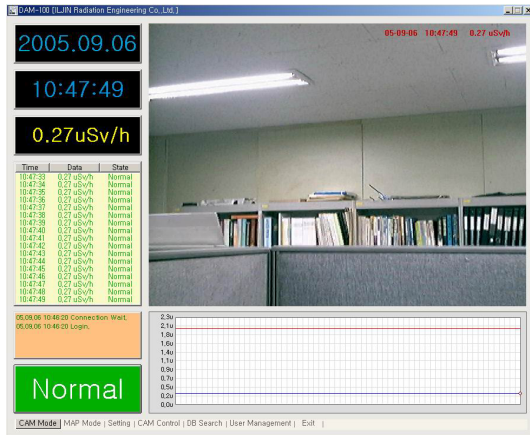 DAM-100 [ILJIN Radiation Engineering Co,.Ltd.]
2005.09.06
10:47:49
0.27uSv/h
05-09-06 10:47:49 0.27 uSv/h
Time Data State
10:47:33 0,27 uSv/h Normal
10:47:34 0,27 uSv/h Normal
10:47:35 0,27 uSv/h Normal
10:47:36 0,27 uSv/h Normal
10:47:37 0,27 uSv/h Normal
10:47:38 0,27 uSv/h Normal
10:47:39 0,27 uSv/h Normal
10:47:40 0,27 uSv/h Normal
10:47:41 0,27 uSv/h Normal
10:47:42 0,27 uSv/h Normal
10:47:43 0,27 uSv/h Normal
10:47:44 0,27 uSv/h Normal
10:47:45 0,27 uSv/h Normal
10:47:46 0,27 uSv/h Normal
10:47:47 0,27 uSv/h Normal
10:47:48 0,27 uSv/h Normal
10:47:49 0,27 uSv/h Normal
05,09,06 10:46:20 Connection-Wait,
05,09,06 10:46:20 Login,
Normal
2,3u
2,1u
1,9u
1,6u
1,4u
1,1u
0,9u
0,7u
0,5u
0,2u
0,0u
CAM Mode | MAP Mode | Setting | CAM Control | DB Search | User Management | Exit |